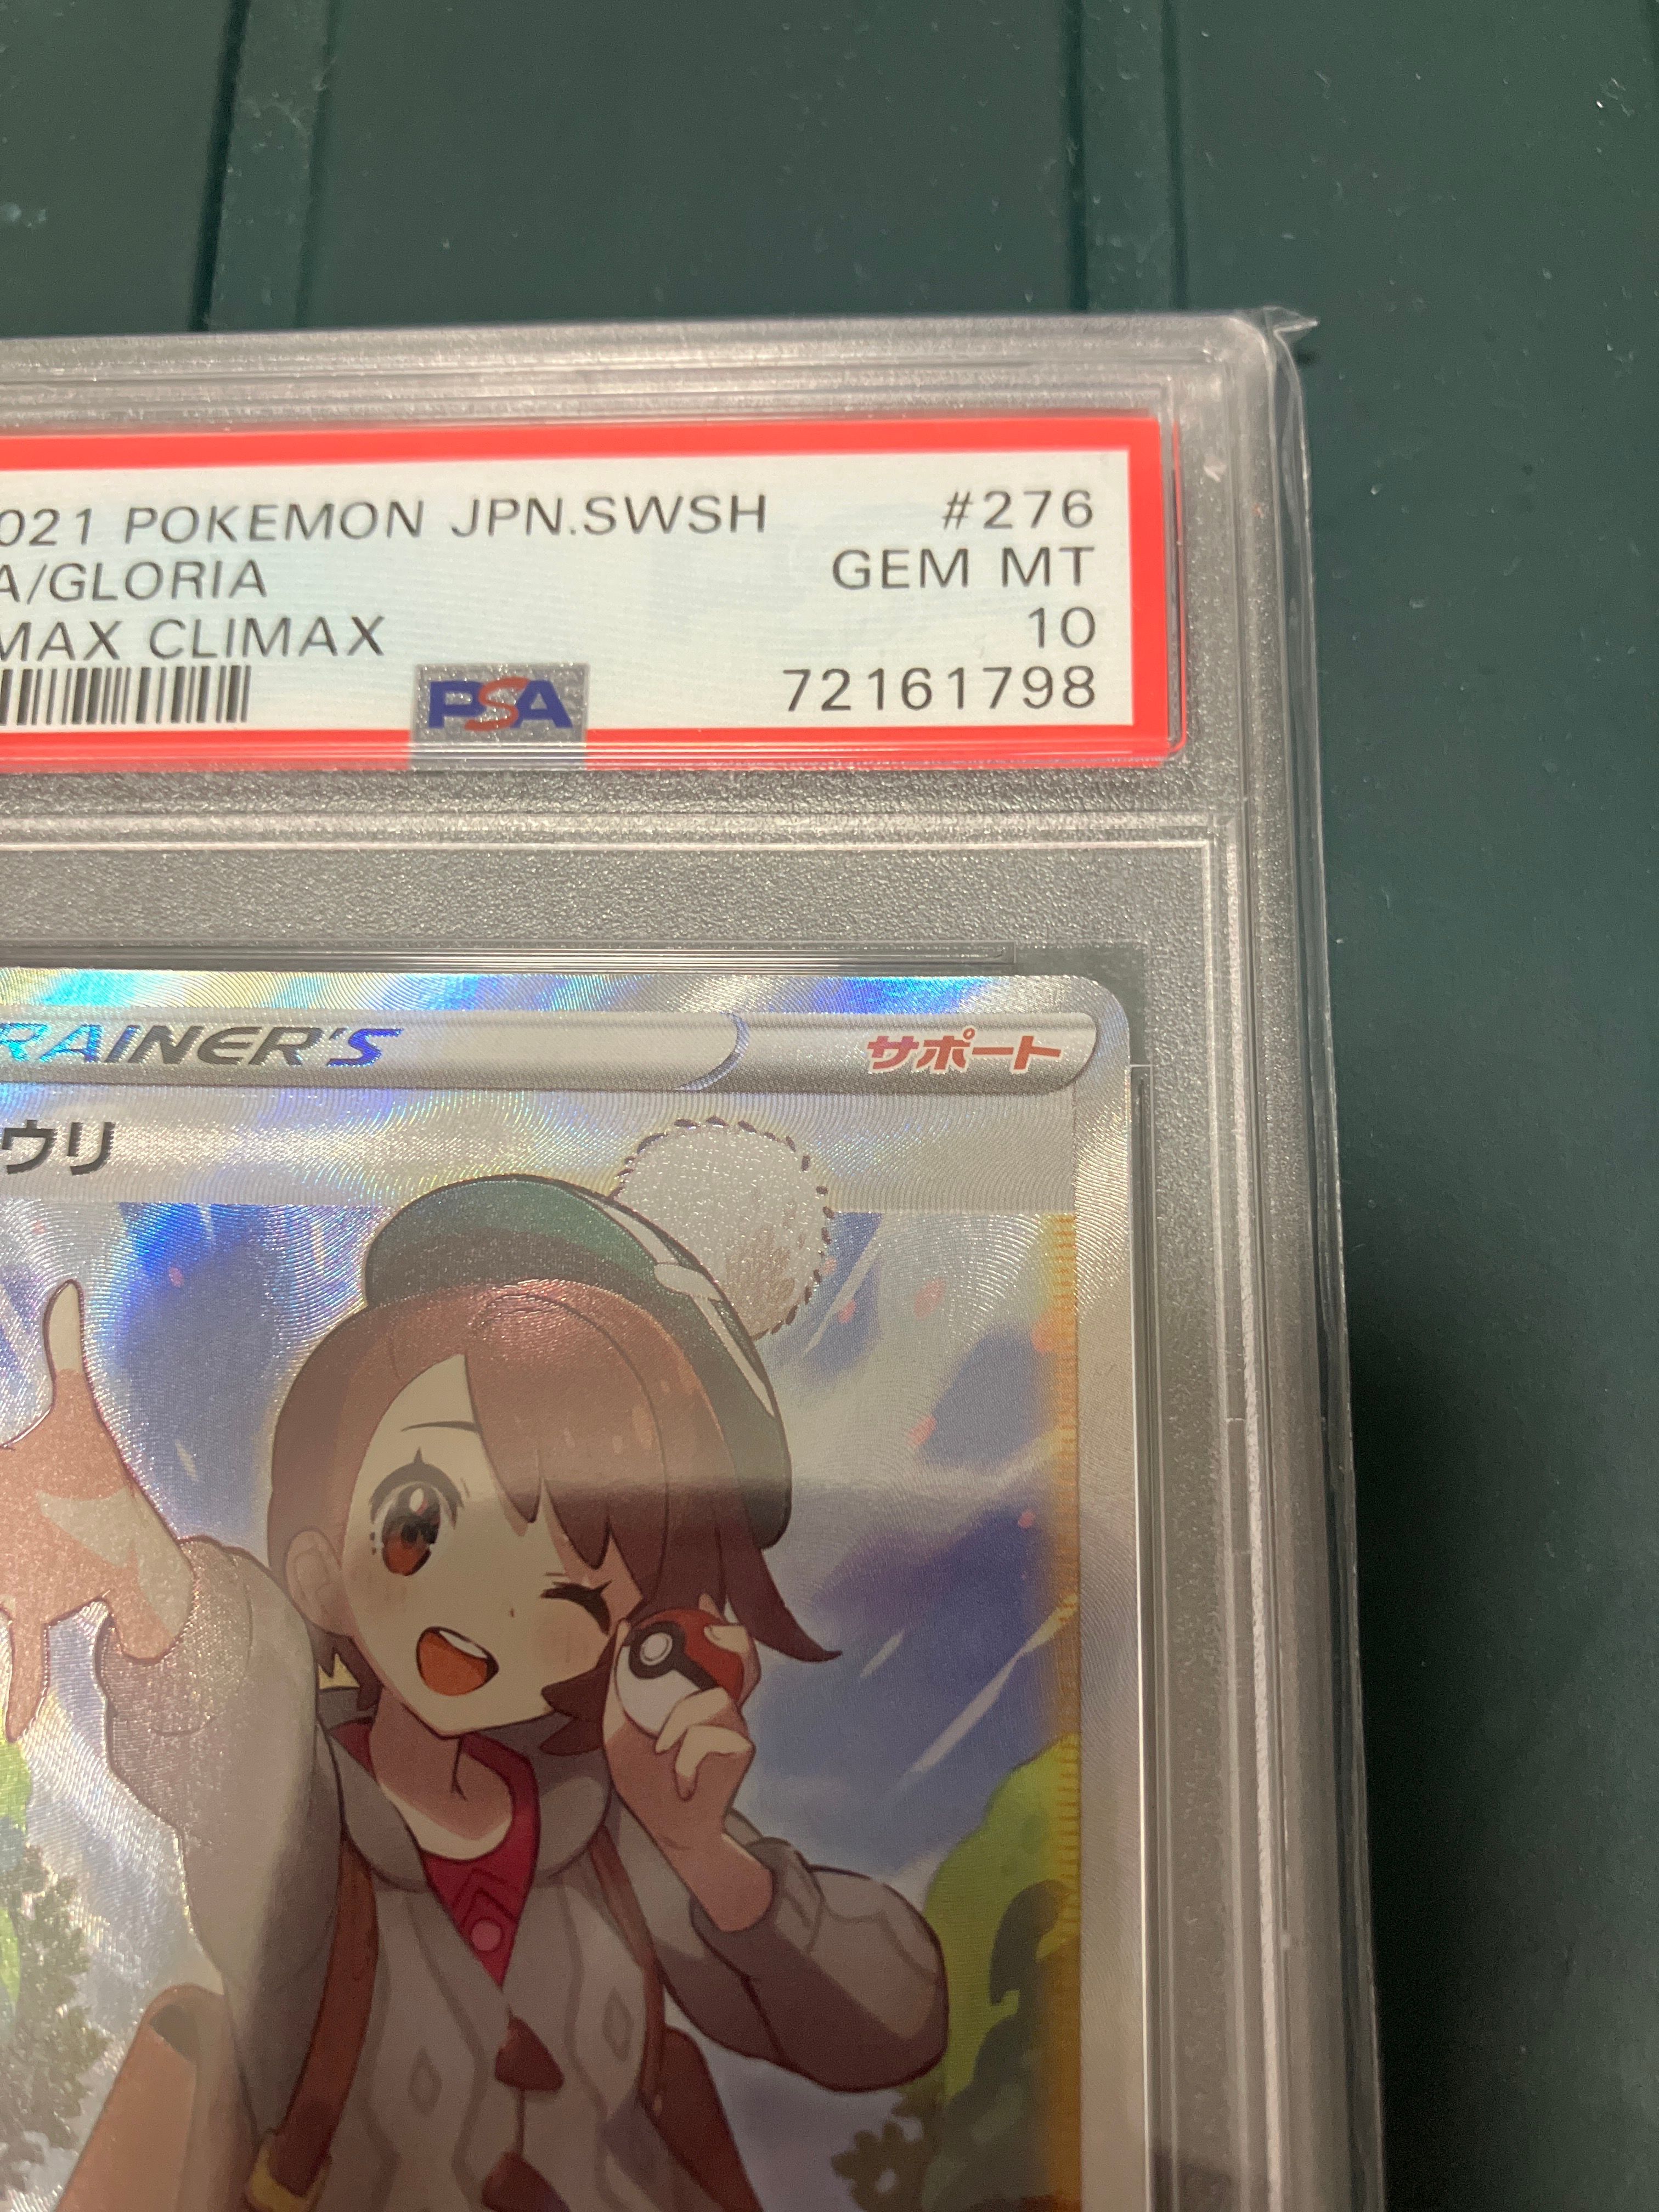 021 POKEMON JPN.SWSH #276
A/GLORIA GEM MT
MAX CLIMAX 10
PSA 72161798
RAINER'S サポート
ウリ